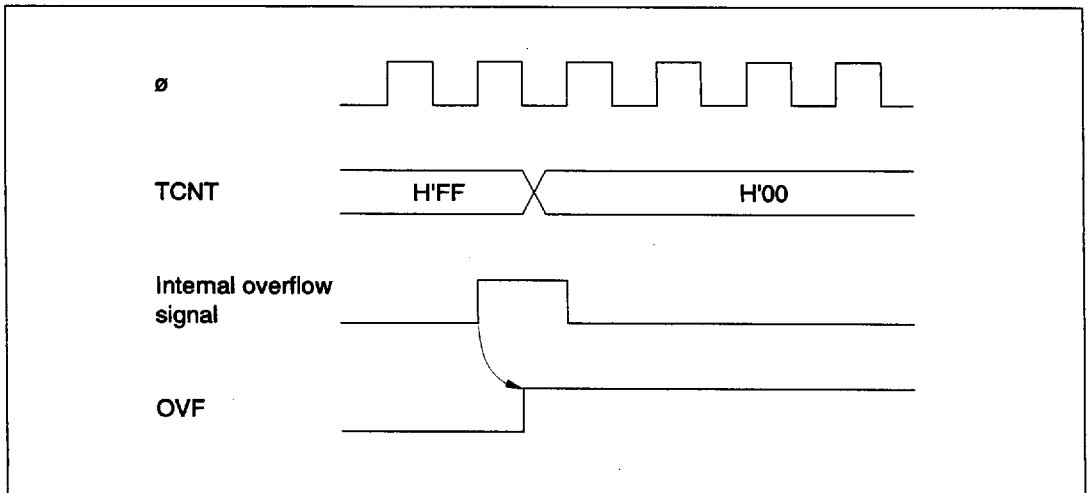 ø
TCNT
H'FF
H'00
Internal overflow
signal
OVF